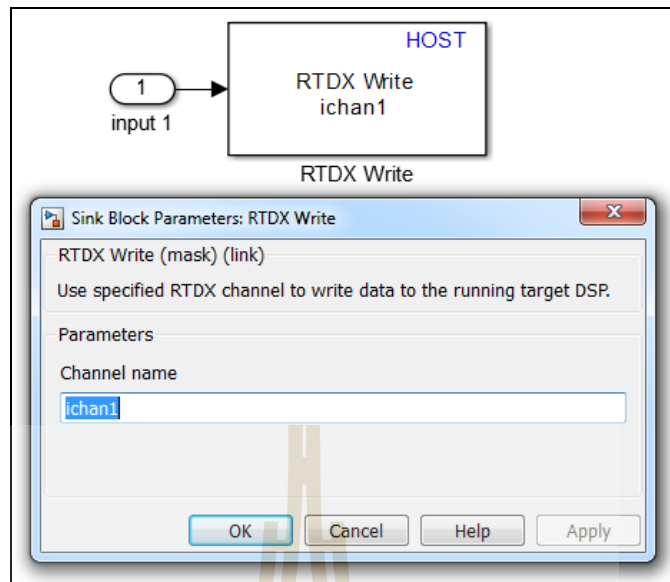 HOST
RTDX Write
ichan1
1
input 1
RTDX Write
Sink Block Parameters: RTDX Write
RTDX Write (mask) (link)
Use specified RTDX channel to write data to the running target DSP.
Parameters
Channel name
ichan1
OK Cancel Help Apply